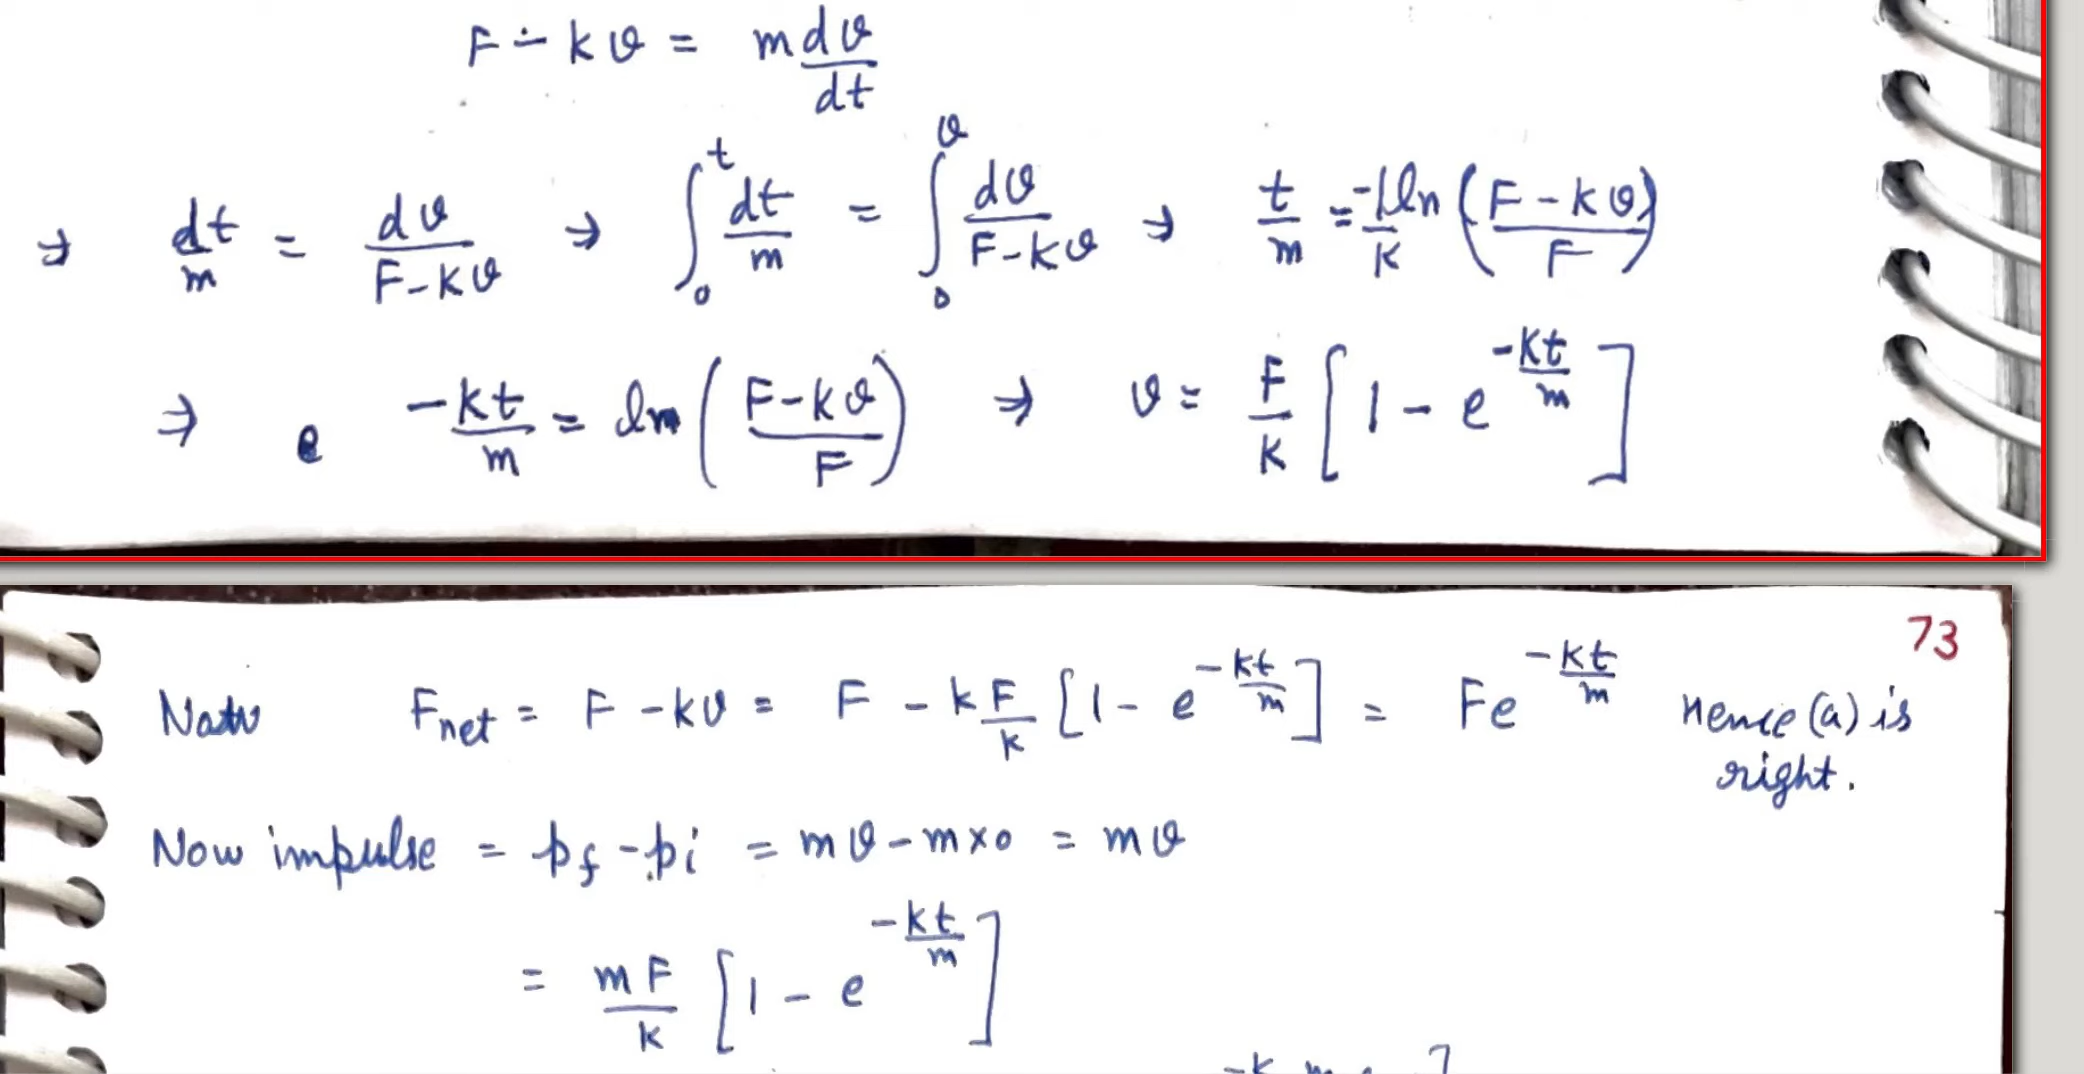 F - kv = m dv/dt
⇒ dt/m = dv/(F-kv) ⇒ ∫₀ᵗ dt/m = ∫₀ᵛ dv/(F-kv) ⇒ t/m = -1/k ln((F-kv)/F)
⇒ e -kt/m = ln((F-kv)/F) ⇒ v = F/k [1 - e^(-kt/m)]
73
F_net = F - kv = F - k F/k [1 - e^(-kt/m)] = Fe^(-kt/m) Hence (a) is
right.
Now impulse = p_f - p_i = mv - m×0 = mv
= mF/k [1 - e^(-kt/m)]